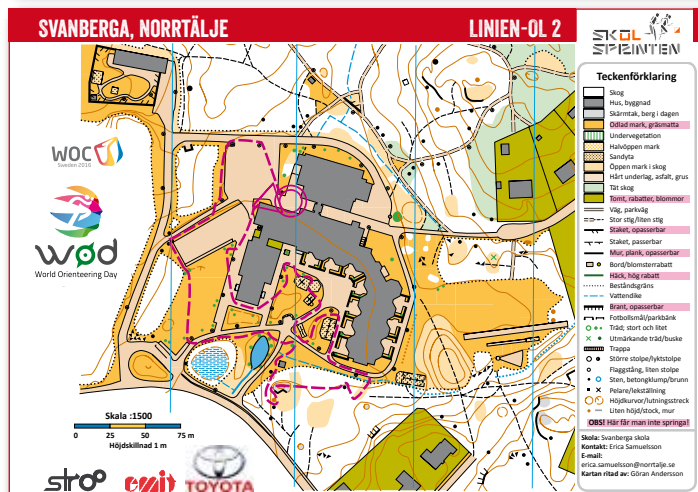 SVANBERGA, NORRTÄLJE
LINIEN-OL 2
SKOL
SPRINTEN
WOC
Sweden 2016
wod
World Orienteering Day
Teckenförklaring
Skog
Hus, byggnad
Skärmtak, berg i dagen
Odlad mark, gräsmatta
Undervegetation
Halvöppen mark
Sandyta
Öppen mark i skog
Hårt underlag, asfalt, grus
Tät skog
Tomt, rabatter, blommor
Väg, parkväg
Stor stig/liten stig
Staket, opasserbar
Staket, passerbar
Mur, plank, opasserbar
Bord/blomsterrabatt
Häck, hög rabatt
Beståndsgräns
Vattendike
Brant, opasserbar
Fotbollsmål/parkbänk
Träd; stort och litet
Utmärkande träd/buske
Trappa
Större stolpe/lyktstolpe
Flaggstång, liten stolpe
Sten, betongklump/brunn
Pelare/lekställning
Höjdkurvor/lutningsstreck
Liten höjd/stock, mur
OBS! Här får man inte springa!
Skola: Svanberga skola
Kontakt: Erica Samuelsson
E-mail:
erica.samuelsson@norrtalje.se
Kartan ritad av: Göran Andersson
Skala :1500
0 25 50 75 m
Höjdskillnad 1 m
stroo
emit
TOYOTA